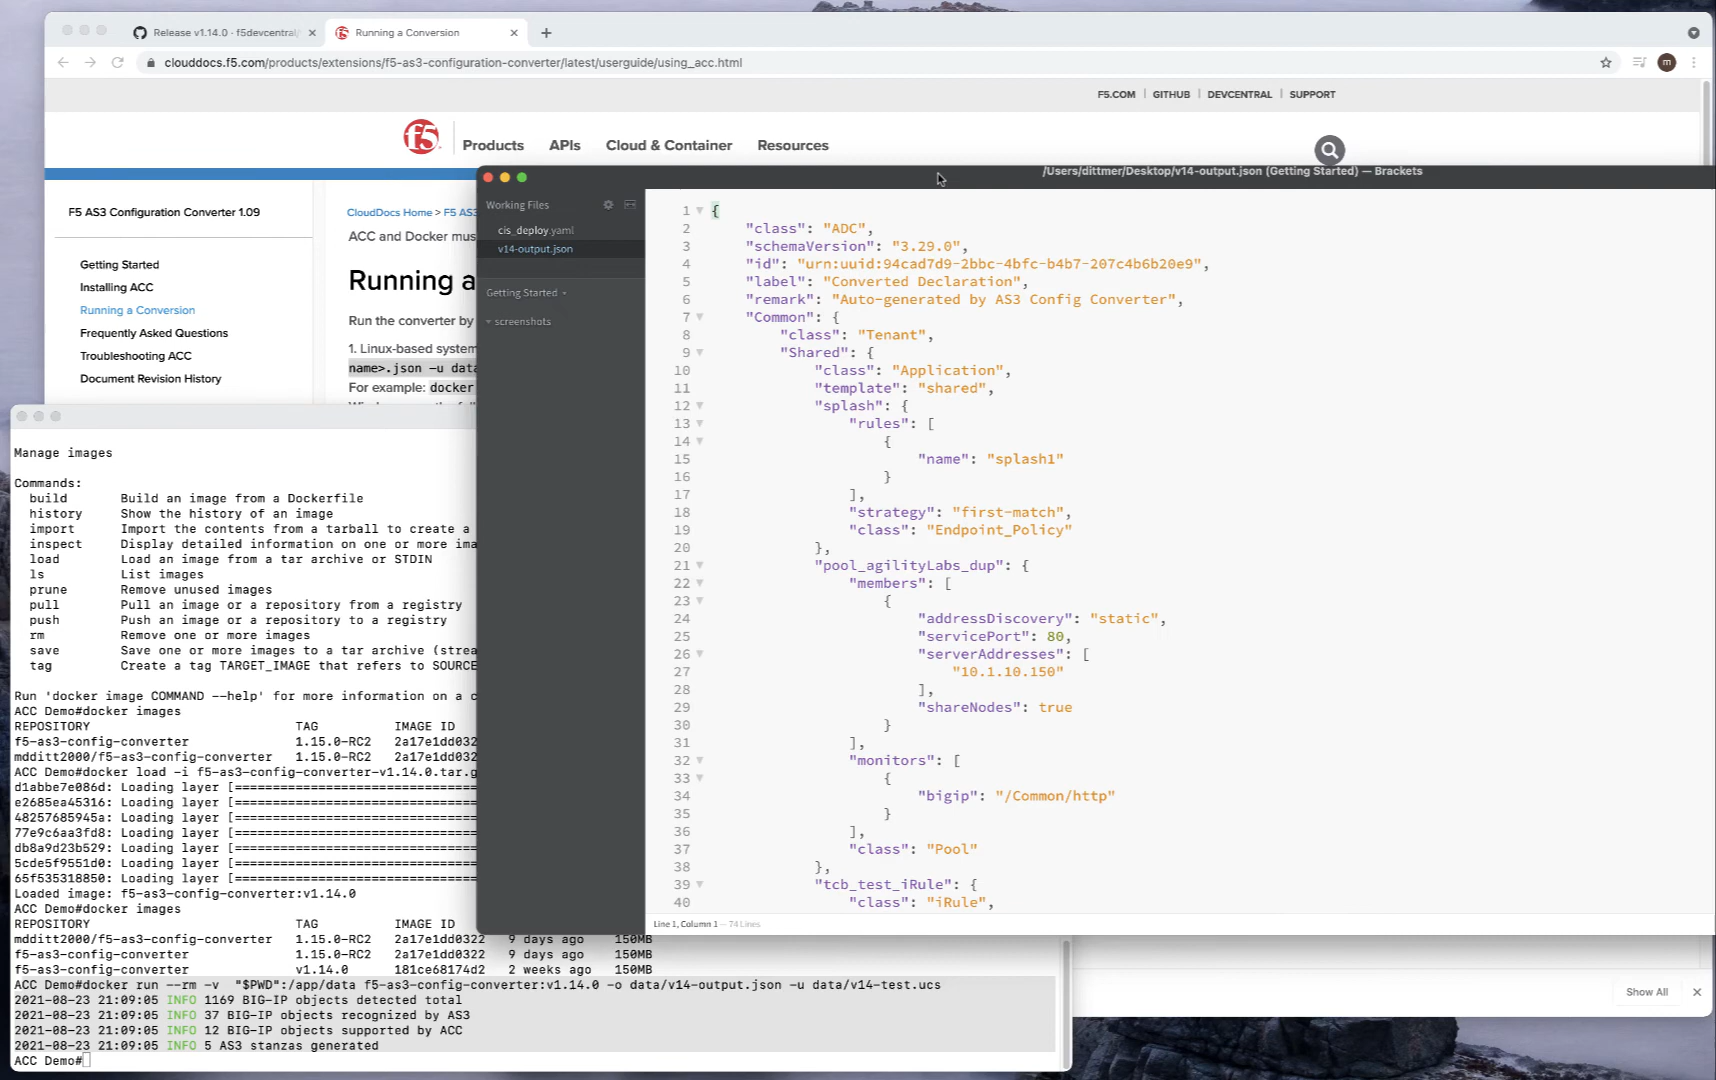 Release v1.14.0 · f5devcentral/
Running a Conversion
clouddocs.f5.com/products/extensions/f5-as3-configuration-converter/latest/userguide/using_acc.html
m
F5.COM | GITHUB | DEVCENTRAL | SUPPORT
f5
Products APIs Cloud & Container Resources
F5 AS3 Configuration Converter 1.09
Getting Started
Installing ACC
Running a Conversion
Frequently Asked Questions
Troubleshooting ACC
Document Revision History
CloudDocs Home > F5 AS3
ACC and Docker mus
Running a
Run the converter by
1. Linux-based system
name>.json -u data
For example: docker
/Users/dittmer/Desktop/v14-output.json (Getting Started) — Brackets
Working Files
cis_deploy.yaml
v14-output.json
Getting Started
screenshots
1 {
2 "class": "ADC",
3 "schemaVersion": "3.29.0",
4 "id": "urn:uuid:94cad7d9-2bbc-4bfc-b4b7-207c4b6b20e9",
5 "label": "Converted Declaration",
6 "remark": "Auto-generated by AS3 Config Converter",
7 "Common": {
8 "class": "Tenant",
9 "Shared": {
10 "class": "Application",
11 "template": "shared",
12 "splash": {
13 "rules": [
14 {
15 "name": "splash1"
16 }
17 ],
18 "strategy": "first-match",
19 "class": "Endpoint_Policy"
20 },
21 "pool_agilityLabs_dup": {
22 "members": [
23 {
24 "addressDiscovery": "static",
25 "servicePort": 80,
26 "serverAddresses": [
27 "10.1.10.150"
28 ],
29 "shareNodes": true
30 }
31 ],
32 "monitors": [
33 {
34 "bigip": "/Common/http"
35 }
36 ],
37 "class": "Pool"
38 },
39 "tcb_test_iRule": {
40 "class": "iRule",
Line 1, Column 1 — 74 Lines
Manage images
Commands:
build Build an image from a Dockerfile
history Show the history of an image
import Import the contents from a tarball to create a
inspect Display detailed information on one or more ima
load Load an image from a tar archive or STDIN
ls List images
prune Remove unused images
pull Pull an image or a repository from a registry
push Push an image or a repository to a registry
rm Remove one or more images
save Save one or more images to a tar archive (strea
tag Create a tag TARGET_IMAGE that refers to SOURCE
Run 'docker image COMMAND --help' for more information on a c
ACC Demo#docker images
REPOSITORY TAG IMAGE ID
f5-as3-config-converter 1.15.0-RC2 2a17e1dd032
mdditt2000/f5-as3-config-converter 1.15.0-RC2 2a17e1dd032
ACC Demo#docker load -i f5-as3-config-converter-v1.14.0.tar.g
d1abbe7e086d: Loading layer [================================
e2685ea45316: Loading layer [================================
48257685945a: Loading layer [================================
77e9c6aa3fd8: Loading layer [================================
db8a9d23b529: Loading layer [================================
5cde5f9551d0: Loading layer [================================
65f535318850: Loading layer [================================
Loaded image: f5-as3-config-converter:v1.14.0
ACC Demo#docker images
REPOSITORY TAG IMAGE ID
mdditt2000/f5-as3-config-converter 1.15.0-RC2 2a17e1dd0322 9 days ago 150MB
f5-as3-config-converter 1.15.0-RC2 2a17e1dd0322 9 days ago 150MB
f5-as3-config-converter v1.14.0 181ce68174d2 2 weeks ago 150MB
ACC Demo#docker run --rm -v "$PWD":/app/data f5-as3-config-converter:v1.14.0 -o data/v14-output.json -u data/v14-test.ucs
2021-08-23 21:09:05 INFO 1169 BIG-IP objects detected total
2021-08-23 21:09:05 INFO 37 BIG-IP objects recognized by AS3
2021-08-23 21:09:05 INFO 12 BIG-IP objects supported by ACC
2021-08-23 21:09:05 INFO 5 AS3 stanzas generated
ACC Demo#
Show All